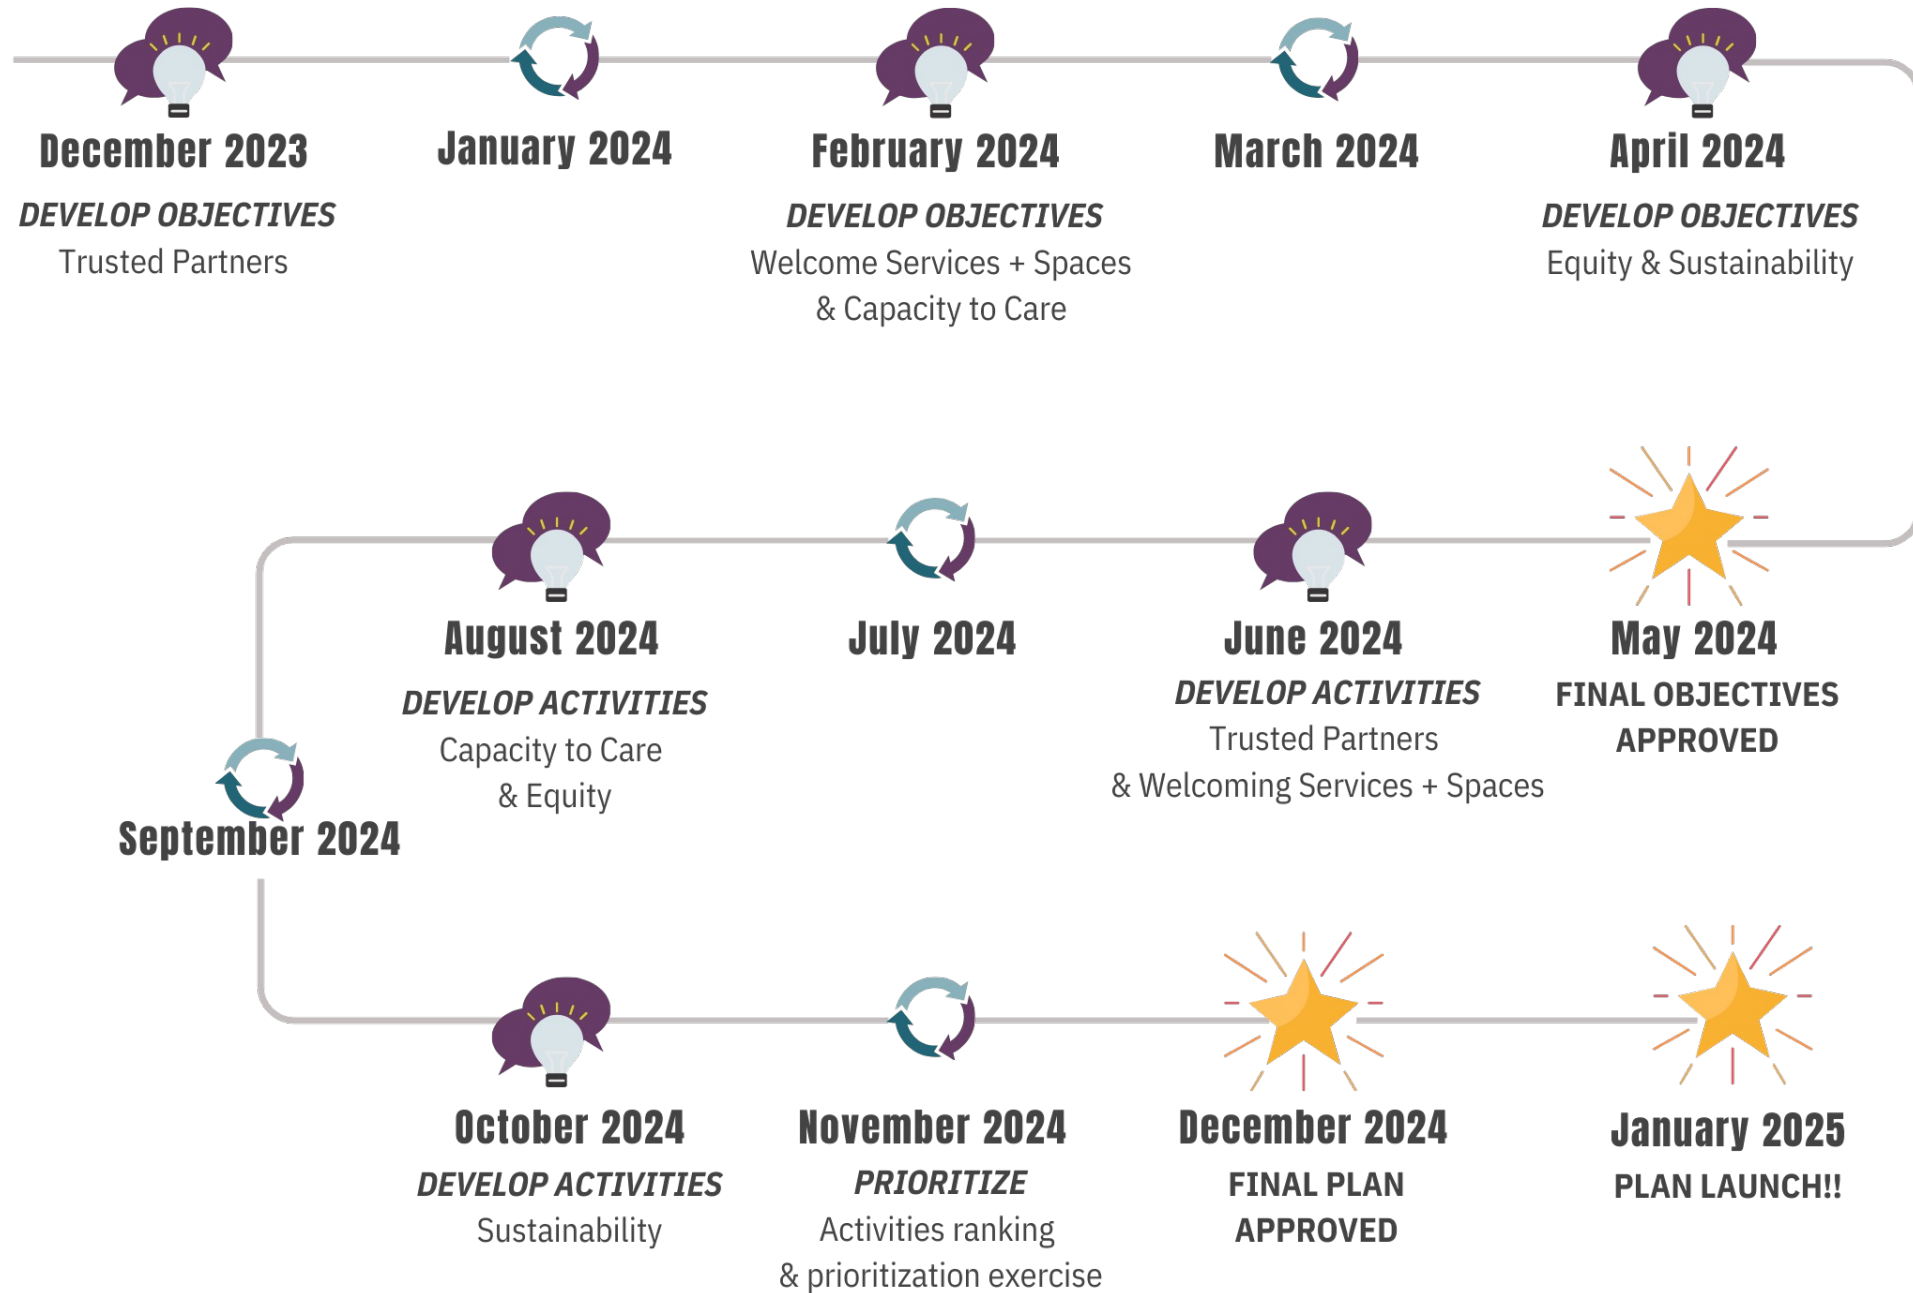 December 2023
DEVELOP OBJECTIVES
Trusted Partners
January 2024
February 2024
DEVELOP OBJECTIVES
Welcome Services + Spaces
& Capacity to Care
March 2024
April 2024
DEVELOP OBJECTIVES
Equity & Sustainability
May 2024
FINAL OBJECTIVES
APPROVED
June 2024
DEVELOP ACTIVITIES
Trusted Partners
& Welcoming Services + Spaces
July 2024
August 2024
DEVELOP ACTIVITIES
Capacity to Care
& Equity
September 2024
October 2024
DEVELOP ACTIVITIES
Sustainability
November 2024
PRIORITIZE
Activities ranking
& prioritization exercise
December 2024
FINAL PLAN
APPROVED
January 2025
PLAN LAUNCH!!